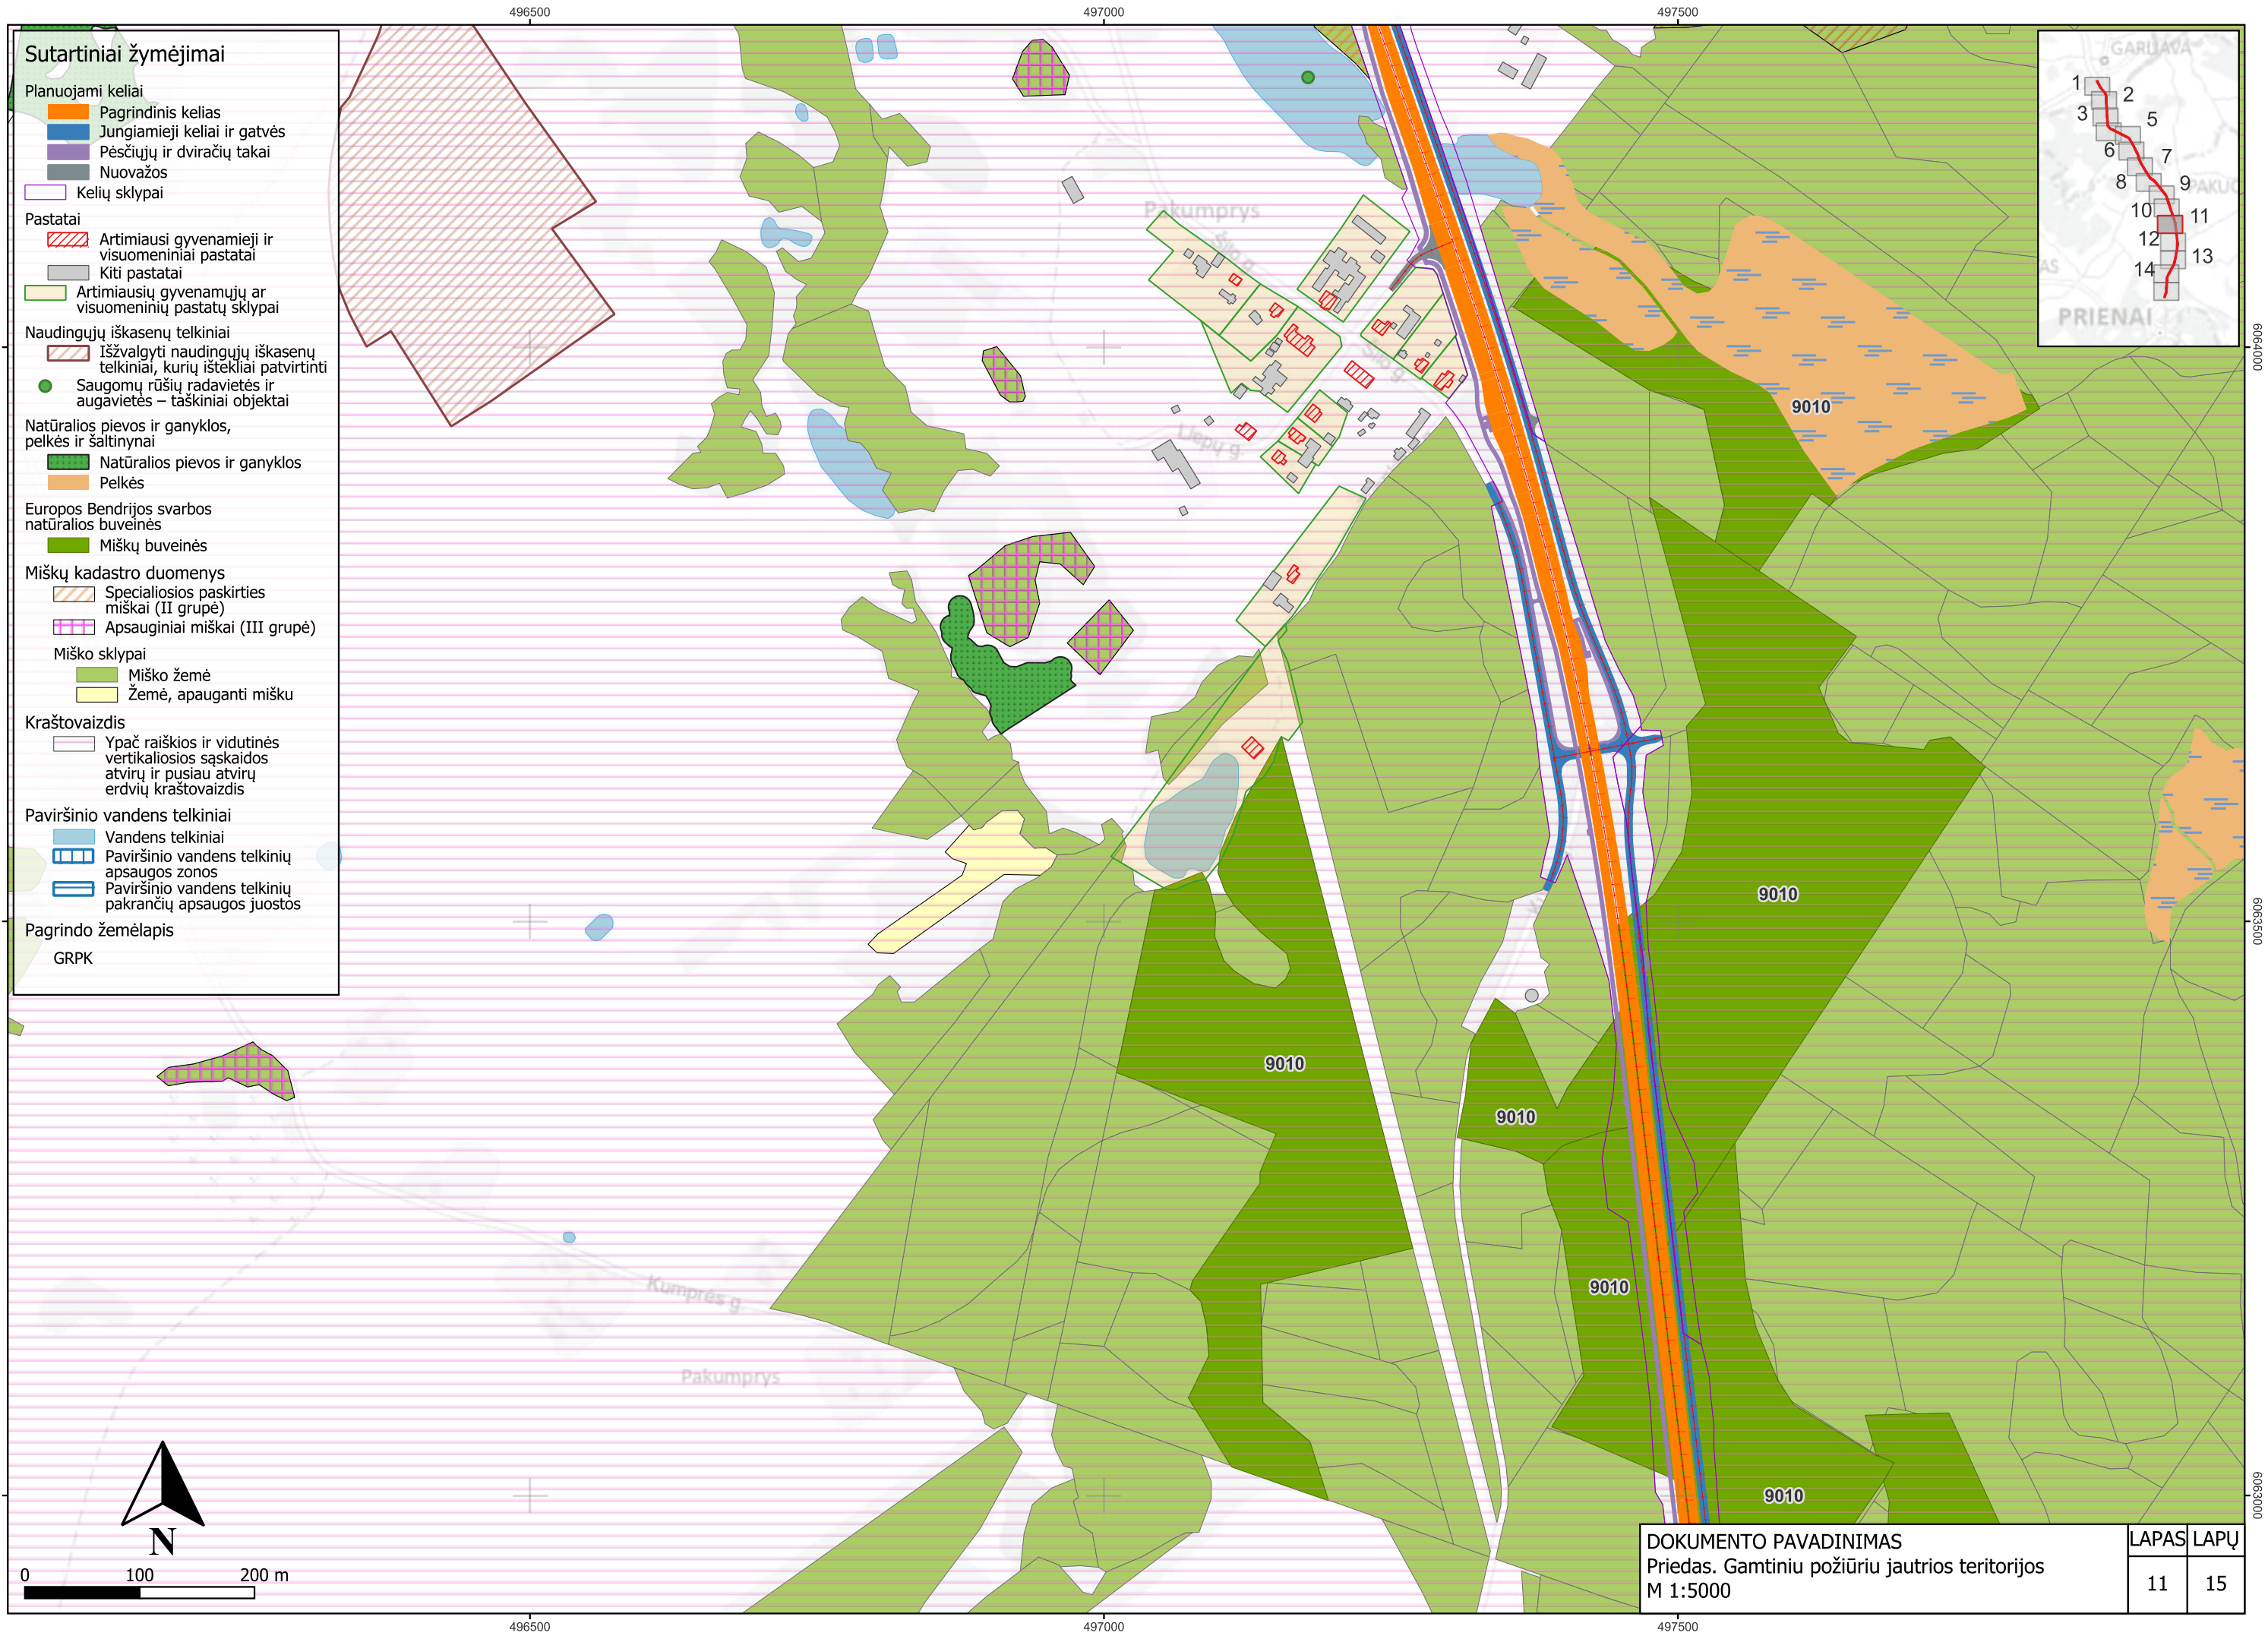 496500
497000
497500
Sutartiniai žymėjimai
Planuojami keliai
Pagrindinis kelias
Jungiamieji keliai ir gatvės
Pėsčiųjų ir dviračių takai
Nuovažos
Kelių sklypai
Pastatai
Artimiausi gyvenamieji ir
visuomeniniai pastatai
Kiti pastatai
Artimiausių gyvenamųjų ar
visuomeninių pastatų sklypai
Naudingųjų iškasenų telkiniai
Išžvalgyti naudingųjų iškasenų
telkiniai, kurių ištekliai patvirtinti
Saugomų rūšių radavietės ir
augavietės – taškiniai objektai
Natūralios pievos ir ganyklos,
pelkės ir šaltinynai
Natūralios pievos ir ganyklos
Pelkės
Europos Bendrijos svarbos
natūralios buveinės
Miškų buveinės
Miškų kadastro duomenys
Specialiosios paskirties
miškai (II grupė)
Apsauginiai miškai (III grupė)
Miško sklypai
Miško žemė
Žemė, apauganti mišku
Kraštovaizdis
Ypač raiškios ir vidutinės
vertikaliosios sąskaidos
atvirų ir pusiau atvirų
erdvių kraštovaizdis
Paviršinio vandens telkiniai
Vandens telkiniai
Paviršinio vandens telkinių
apsaugos zonos
Paviršinio vandens telkinių
pakrančių apsaugos juostos
Pagrindo žemėlapis
GRPK
GARLIAVA
1
2
3
5
6
7
8
9
PAKUO
10
11
12
13
AS
14
PRIENAI
Pakumprys
Šilo g.
Šilo g.
Liepų g.
6064000
9010
9010
6063500
9010
9010
9010
Kumprės g.
Pakumprys
9010
6063000
N
0 100 200 m
DOKUMENTO PAVADINIMAS
Priedas. Gamtiniu požiūriu jautrios teritorijos
M 1:5000
LAPAS LAPŲ
11 15
496500
497000
497500